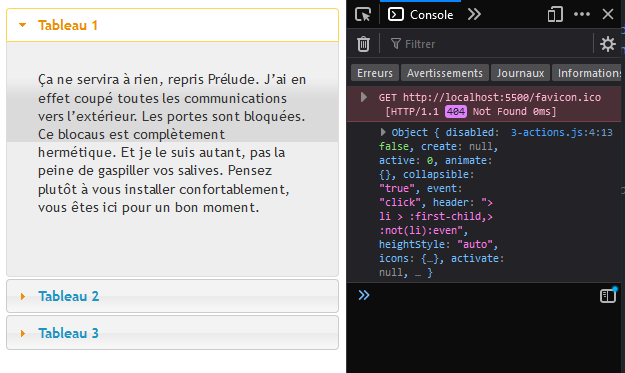 Tableau 1
Ça ne servira à rien, repris Prélude. J’ai en
effet coupé toutes les communications
vers l’extérieur. Les portes sont bloquées.
Ce blocaus est complètement
hermétique. Et je le suis autant, pas la
peine de gaspiller vos salives. Pensez
plutôt à vous installer confortablement,
vous êtes ici pour un bon moment.
Tableau 2
Tableau 3
Console
Filtrer
Erreurs Avertissements Journaux Informations
GET http://localhost:5500/favicon.ico
[HTTP/1.1 404 Not Found 0ms]
Object { disabled: 3-actions.js:4:13
false, create: null,
active: 0, animate:
{}, collapsible:
"true", event:
"click", header: ">
li > :first-child,>
:not(li):even",
heightStyle: "auto",
icons: {…}, activate:
null, … }